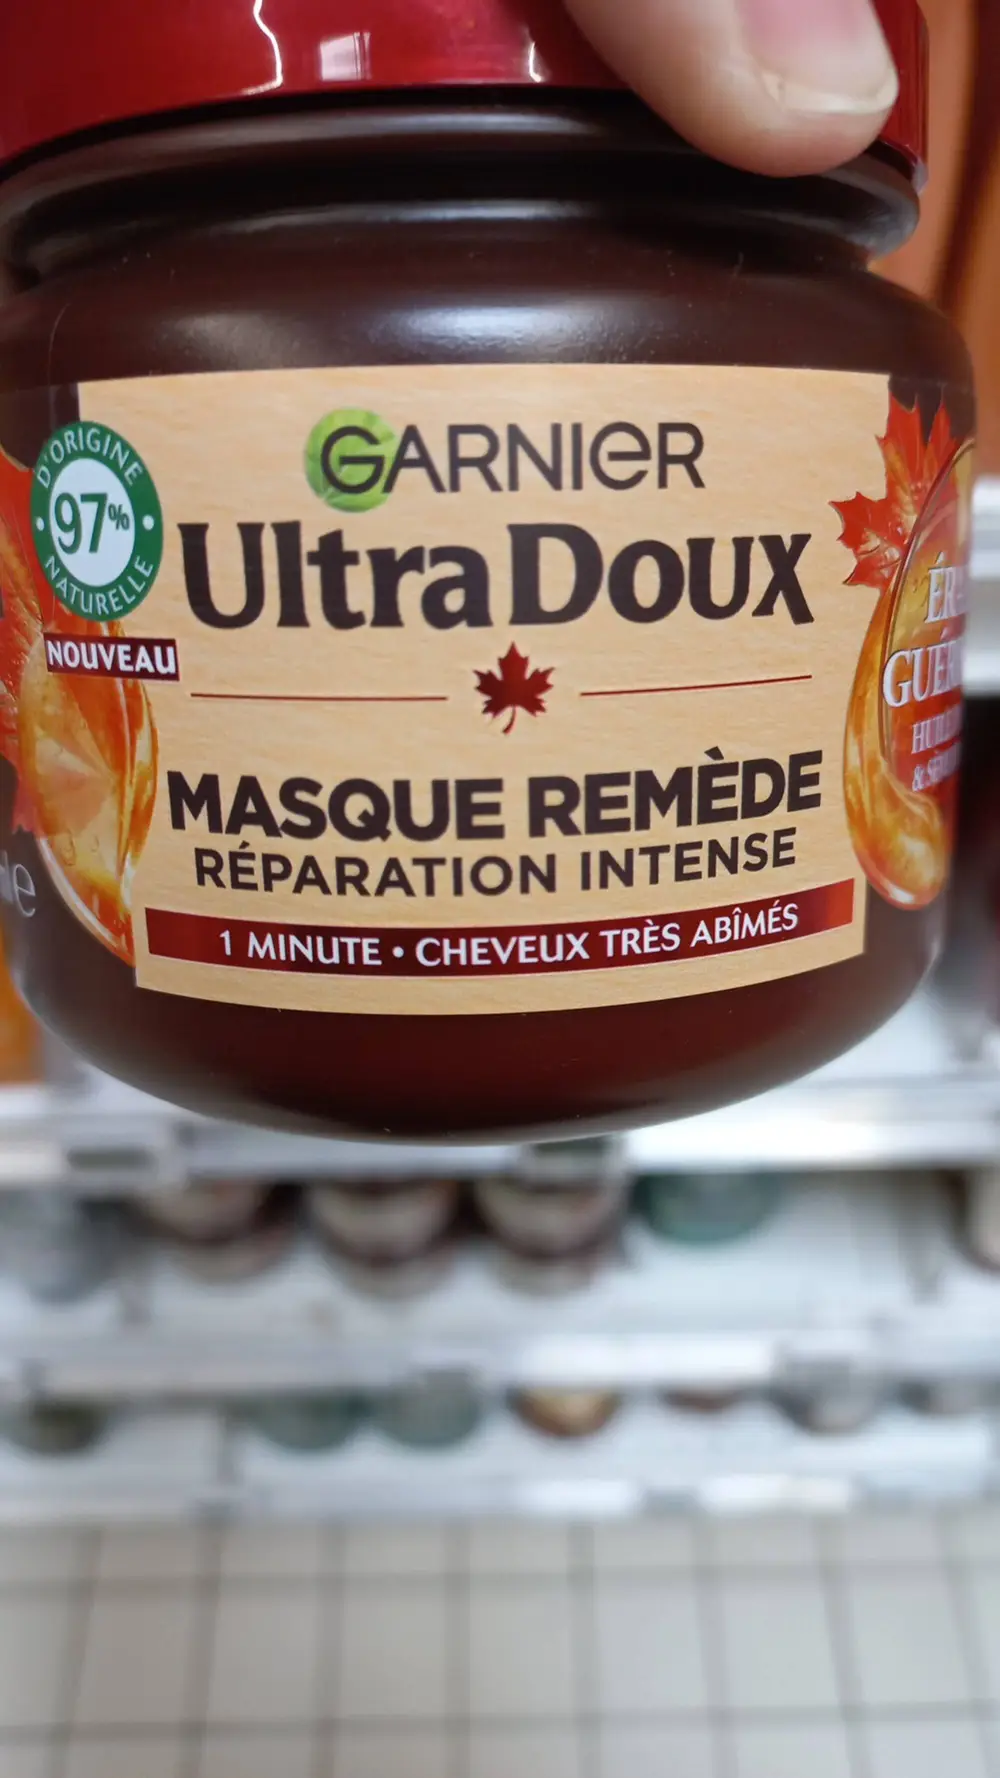 D'ORIGINE
97%
NATURELLE
NOUVEAU
GARNIER
Ultra Doux
MASQUE REMÈDE
RÉPARATION INTENSE
1 MINUTE • CHEVEUX TRÈS ABÎMÉS